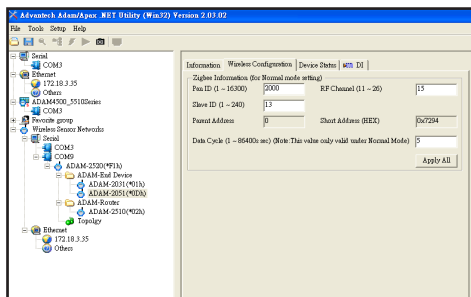 Advantech Adam/Apax .NET Utility (Win32) Version 2.03.02
File Tools Setup Help
Serial
COM3
Ethernet
172.18.3.35
Others
ADAM4500_5510Series
COM3
Favorite group
Wireless Sensor Networks
Serial
COM3
COM9
ADAM-2520(*F1h)
ADAM-End Device
ADAM-2031(*01h)
ADAM-2051(*0Dh)
ADAM-Router
ADAM-2510(*02h)
Topolgy
Ethernet
172.18.3.35
Others
Information Wireless Configuration Device Status DI
Zigbee Information (for Normal mode setting)
Pan ID (1 ~ 16300) 2000 RF Channel (11 ~ 26) 15
Slave ID (1 ~ 240) 13
Parent Address 0 Short Address (HEX) 0x7294
Data Cycle (1 ~ 86400s sec) (Note:This value only valid under Normal Mode) 5
Apply All